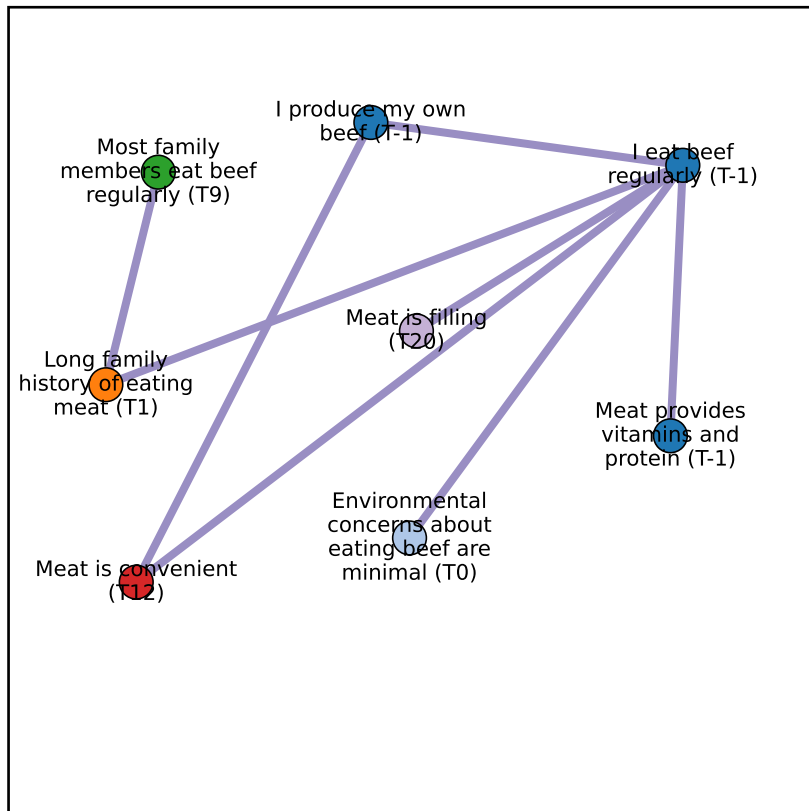 I produce my own
beef (T-1)
Most family
members eat beef
regularly (T9)
I eat beef
regularly (T-1)
Meat is filling
(T20)
Long family
history of eating
meat (T1)
Meat provides
vitamins and
protein (T-1)
Environmental
concerns about
eating beef are
minimal (T0)
Meat is convenient
(T12)